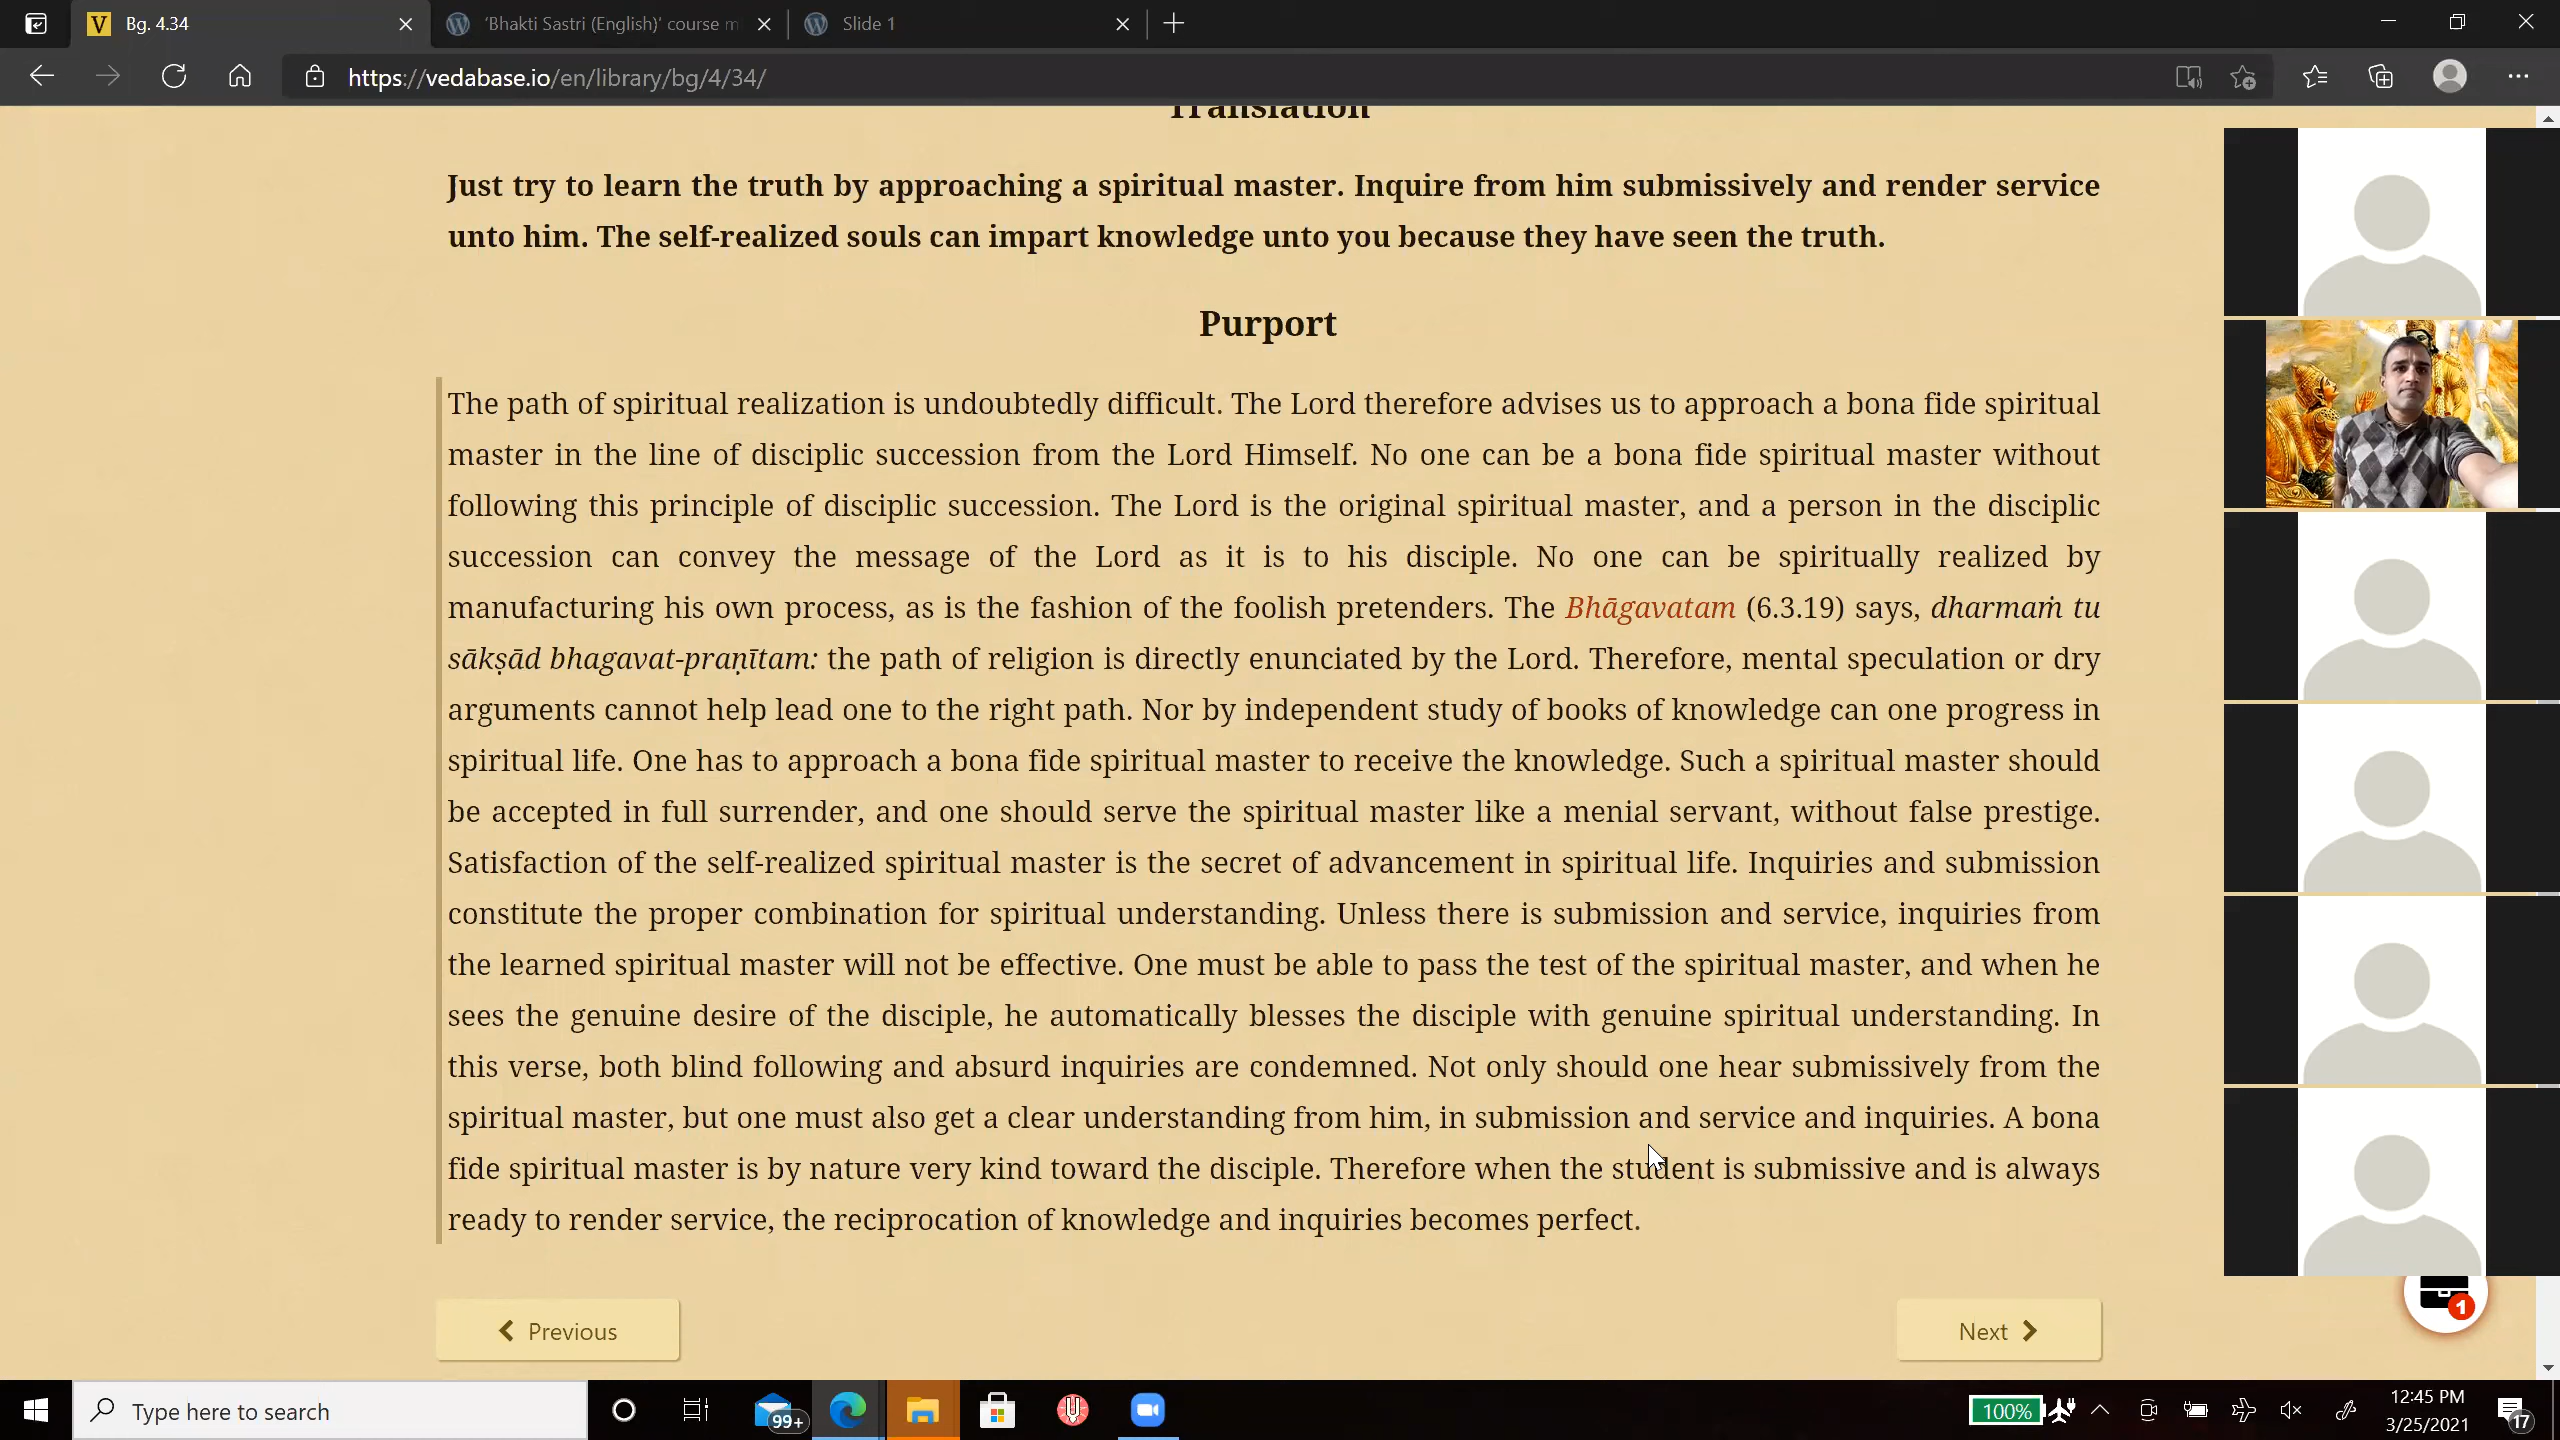 Bg. 4.34
'Bhakti Sastri (English)' course m
Slide 1
https://vedabase.io/en/library/bg/4/34/
Translation
Just try to learn the truth by approaching a spiritual master. Inquire from him submissively and render service
unto him. The self-realized souls can impart knowledge unto you because they have seen the truth.
Purport
The path of spiritual realization is undoubtedly difficult. The Lord therefore advises us to approach a bona fide spiritual
master in the line of disciplic succession from the Lord Himself. No one can be a bona fide spiritual master without
following this principle of disciplic succession. The Lord is the original spiritual master, and a person in the disciplic
succession can convey the message of the Lord as it is to his disciple. No one can be spiritually realized by
manufacturing his own process, as is the fashion of the foolish pretenders. The Bhāgavatam (6.3.19) says, dharmaṁ tu
sākṣād bhagavat-praṇītam: the path of religion is directly enunciated by the Lord. Therefore, mental speculation or dry
arguments cannot help lead one to the right path. Nor by independent study of books of knowledge can one progress in
spiritual life. One has to approach a bona fide spiritual master to receive the knowledge. Such a spiritual master should
be accepted in full surrender, and one should serve the spiritual master like a menial servant, without false prestige.
Satisfaction of the self-realized spiritual master is the secret of advancement in spiritual life. Inquiries and submission
constitute the proper combination for spiritual understanding. Unless there is submission and service, inquiries from
the learned spiritual master will not be effective. One must be able to pass the test of the spiritual master, and when he
sees the genuine desire of the disciple, he automatically blesses the disciple with genuine spiritual understanding. In
this verse, both blind following and absurd inquiries are condemned. Not only should one hear submissively from the
spiritual master, but one must also get a clear understanding from him, in submission and service and inquiries. A bona
fide spiritual master is by nature very kind toward the disciple. Therefore when the student is submissive and is always
ready to render service, the reciprocation of knowledge and inquiries becomes perfect.
Previous
Next
1
Type here to search
99+
100%
12:45 PM
3/25/2021
17